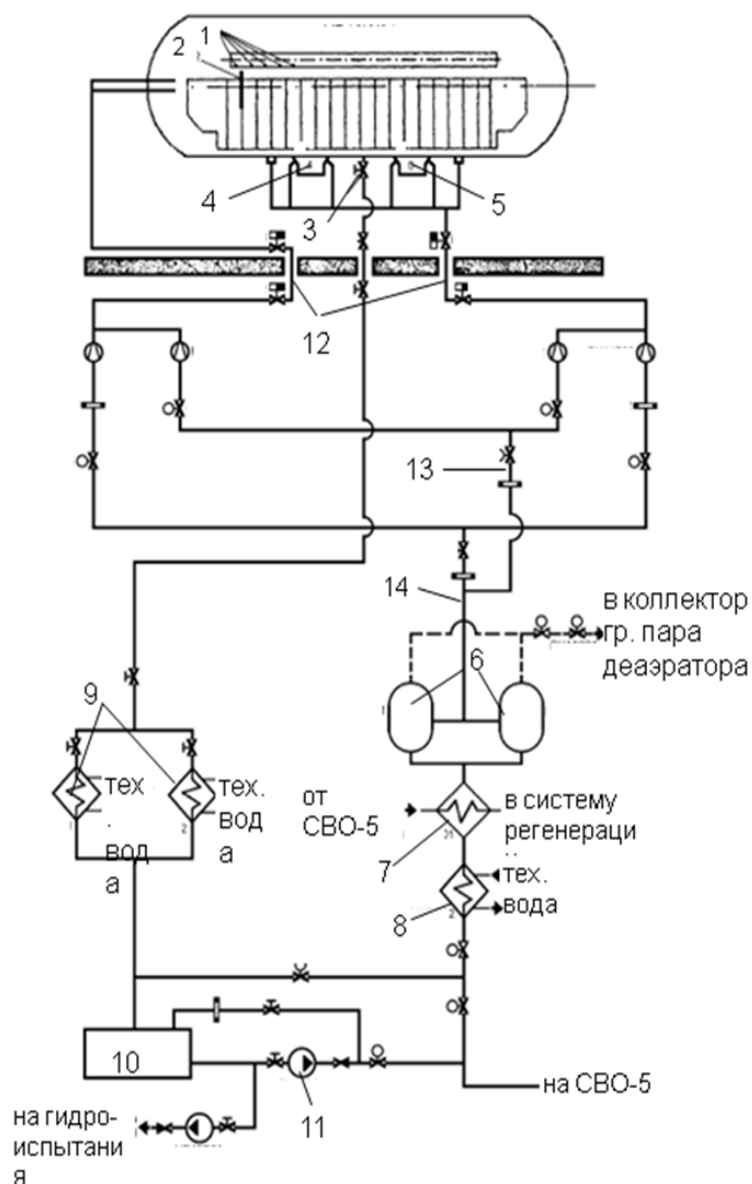 1
2
4
3
5
12
13
14
в коллектор
гр. пара
деаэратора
6
9
тех
.
вод
а
тех.
вод
а
от
СВО-5
в систему
регенераци
7
тех.
вода
8
10
11
на СВО-5
на гидро-
испытани
я